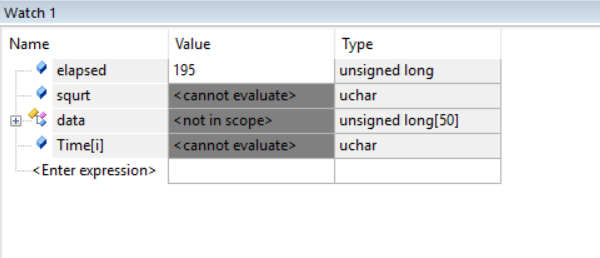 Watch 1
Name Value Type
elapsed 195 unsigned long
squrt <cannot evaluate> uchar
data <not in scope> unsigned long[50]
Time[i] <cannot evaluate> uchar
<Enter expression>